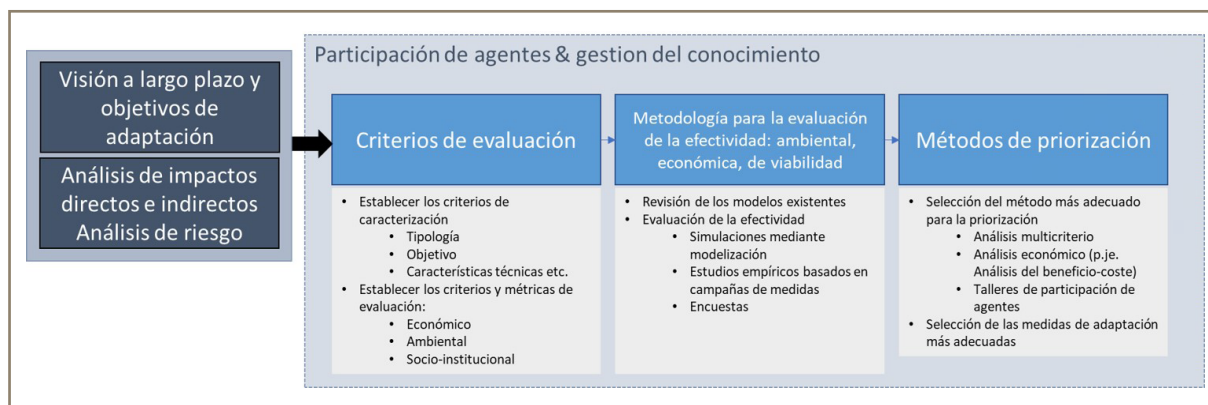 Participación de agentes & gestion del conocimiento
Visión a largo plazo y
objetivos de
adaptación
Análisis de impactos
directos e indirectos
Análisis de riesgo
Criterios de evaluación
• Establecer los criterios de
caracterización
• Tipología
• Objetivo
• Características técnicas etc.
• Establecer los criterios y métricas de
evaluación:
• Económico
• Ambiental
• Socio-institucional
Metodología para la evaluación
de la efectividad: ambiental,
económica, de viabilidad
• Revisión de los modelos existentes
• Evaluación de la efectividad
• Simulaciones mediante
modelización
• Estudios empíricos basados en
campañas de medidas
• Encuestas
Métodos de priorización
• Selección del método más adecuado
para la priorización
• Análisis multicriterio
• Análisis económico (p.je.
Análisis del beneficio-coste)
• Talleres de participación de
agentes
• Selección de las medidas de adaptación
más adecuadas